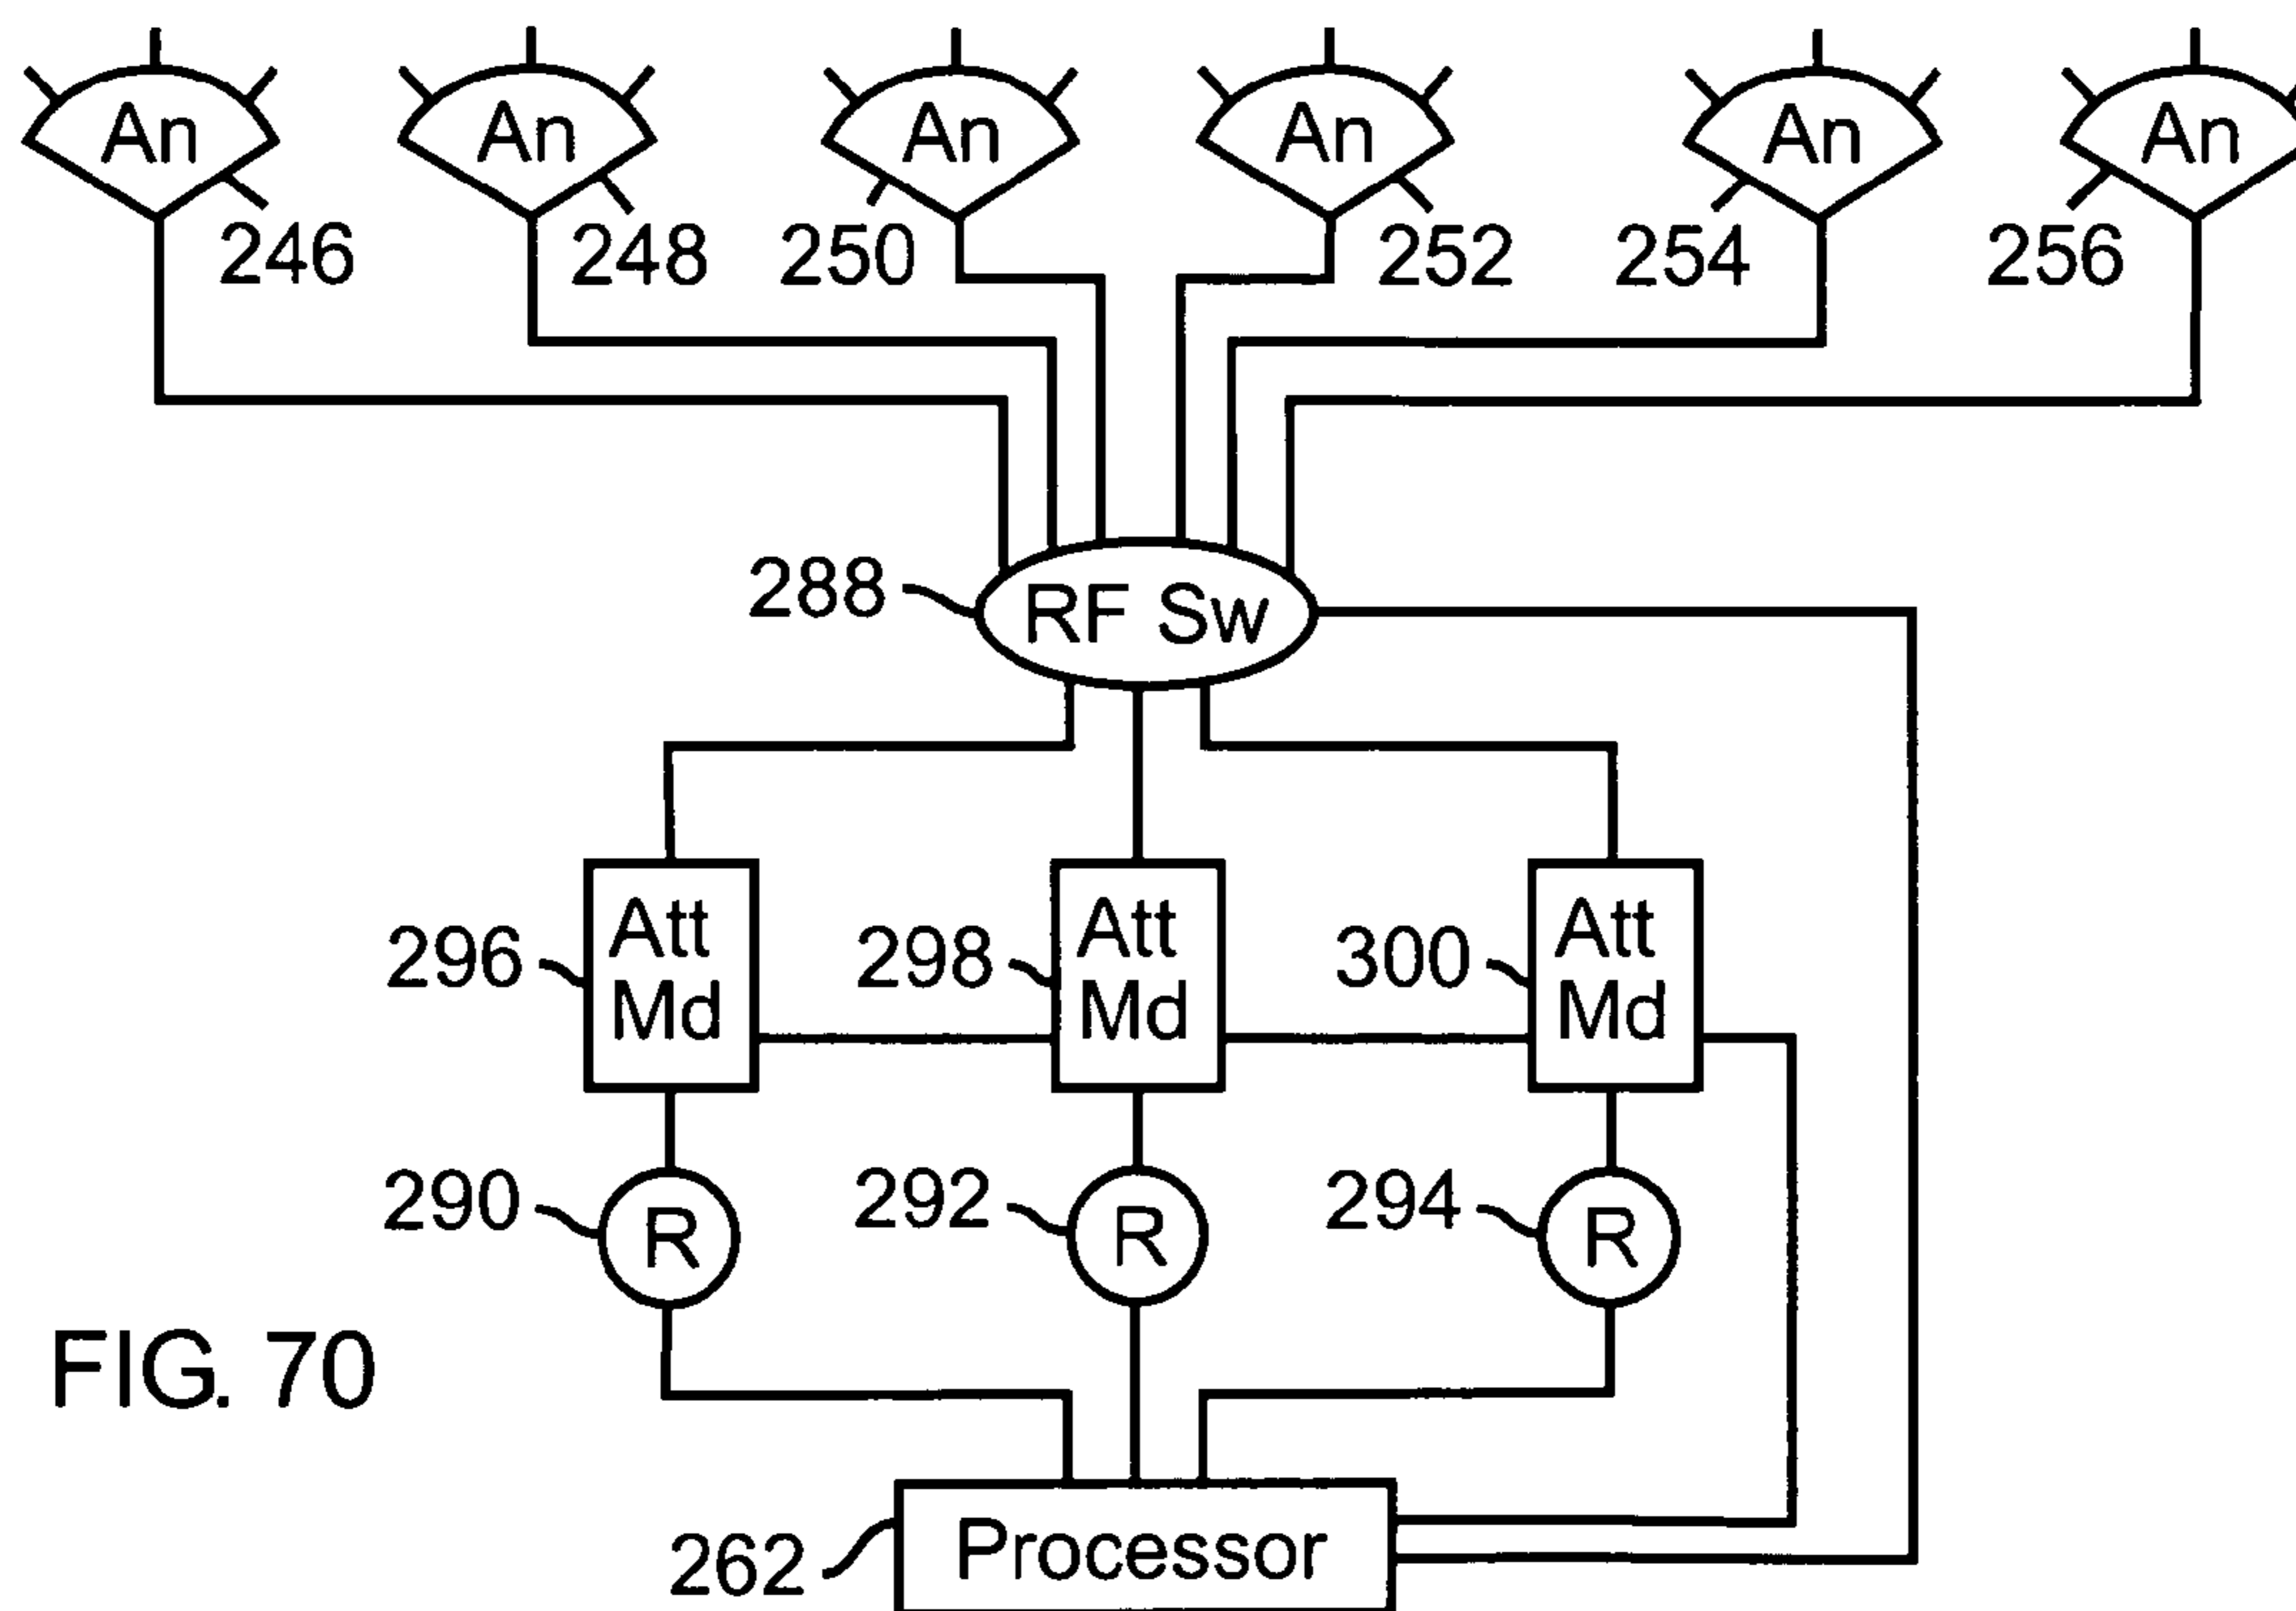 An An An An An An
246 248 250 252 254 256
288 RF Sw
Att Att Att
296 298 300
Md Md Md
290 R 292 R 294 R
FIG. 70
262 Processor